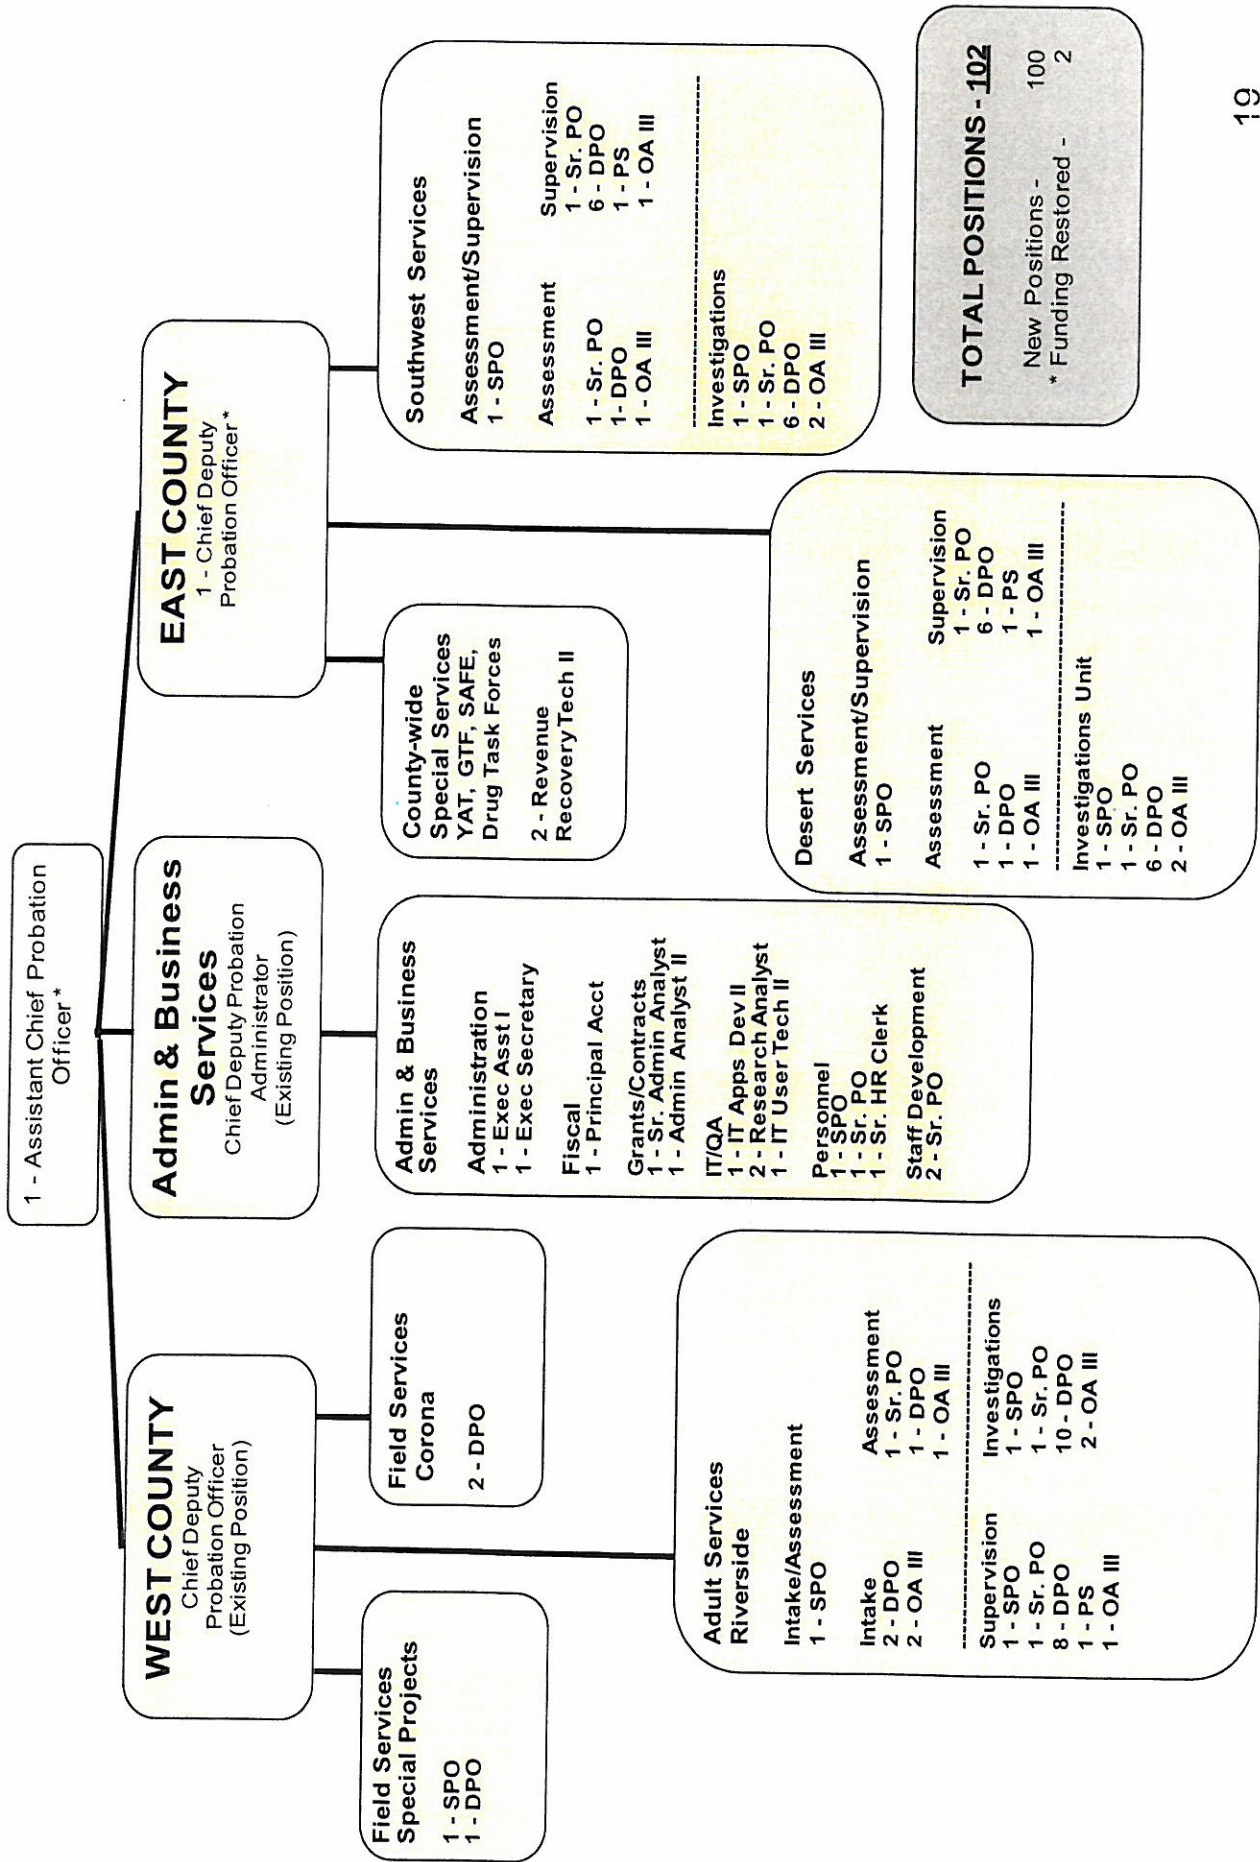 1 - Assistant Chief Probation
Officer*
WEST COUNTY
Chief Deputy
Probation Officer
(Existing Position)
Admin & Business
Services
Chief Deputy Probation
Administrator
(Existing Position)
EAST COUNTY
1 - Chief Deputy
Probation Officer*
Field Services
Special Projects
1 - SPO
1 - DPO
Field Services
Corona
2 - DPO
Adult Services
Riverside
Intake/Assessment
1 - SPO
Intake
2 - DPO
2 - OA III
Assessment
1 - Sr. PO
1 - DPO
1 - OA III
Supervision
1 - SPO
1 - Sr. PO
8 - DPO
1 - PS
1 - OA III
Investigations
1 - SPO
1 - Sr. PO
10 - DPO
2 - OA III
Admin & Business
Services
Administration
1 - Exec Asst I
1 - Exec Secretary
Fiscal
1 - Principal Acct
Grants/Contracts
1 - Sr. Admin Analyst
1 - Admin Analyst II
IT/QA
1 - IT Apps Dev II
2 - Research Analyst
1 - IT User Tech II
Personnel
1 - SPO
1 - Sr. PO
1 - Sr. HR Clerk
Staff Development
2 - Sr. PO
County-wide
Special Services
YAT, GTF, SAFE,
Drug Task Forces
2 - Revenue
Recovery Tech II
Desert Services
Assessment/Supervision
1 - SPO
Assessment
1 - Sr. PO
1 - DPO
1 - OA III
Supervision
1 - Sr. PO
6 - DPO
1 - PS
1 - OA III
Investigations Unit
1 - SPO
1 - Sr. PO
6 - DPO
2 - OA III
Southwest Services
Assessment/Supervision
1 - SPO
Assessment
1 - Sr. PO
1- DPO
1 - OA III
Supervision
1 - Sr. PO
6 - DPO
1 - PS
1 - OA III
Investigations
1 - SPO
1 - Sr. PO
6 - DPO
2 - OA III
TOTAL POSITIONS - 102
New Positions - 100
* Funding Restored - 2
19